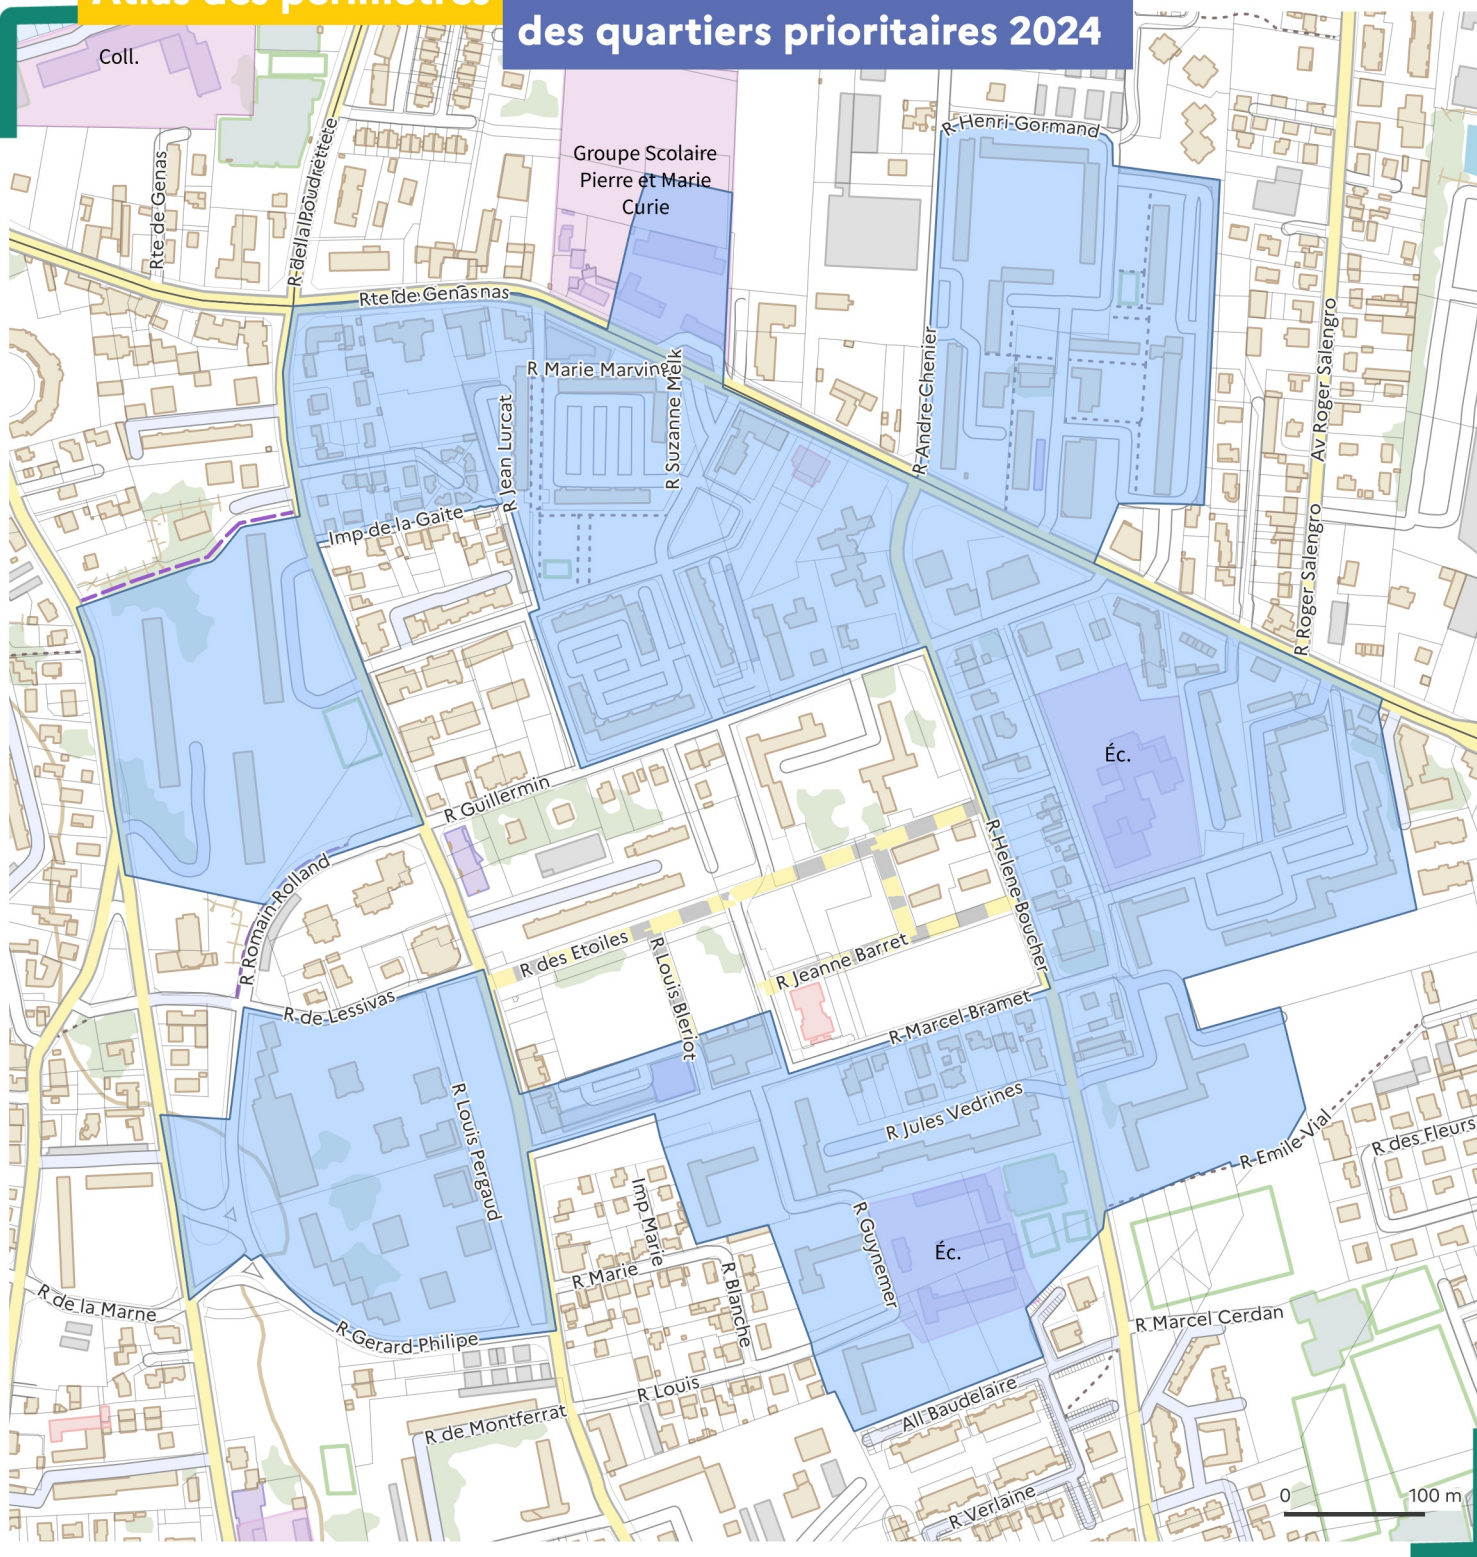 Atlas des périmètres
des quartiers prioritaires 2024
Coll.
Groupe Scolaire
Pierre et Marie
Curie
R Henri Gormand
Rte de Genas
R de la Poudrette
Rte de Genas
R Marie Marvingt
R Suzanne Melk
R Jean Lurcat
R Andre Chenier
Av Roger Salengro
R Roger Salengro
Imp de la Gaite
Éc.
R Guillermin
R Helene Boucher
R Romain-Rolland
R des Etoiles
R Louis Bleriot
R Jeanne Barret
R de Lessivas
R Marcel Bramet
R Jules Vedrines
R Louis Pergaud
R Emile-Vial
R des Fleurs
Imp Marie
R Marie
R Blanche
R Guynemer
Éc.
R de la Marne
R Gerard Philipe
R Marcel Cerdan
R Louis
All Baudelaire
R de Montferrat
R Verlaine
0 100 m